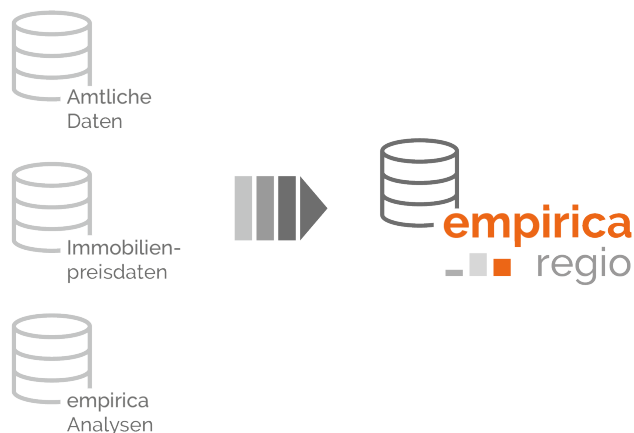 Amtliche
Daten
Immobilien-
preisdaten
empirica
Analysen
empirica
regio